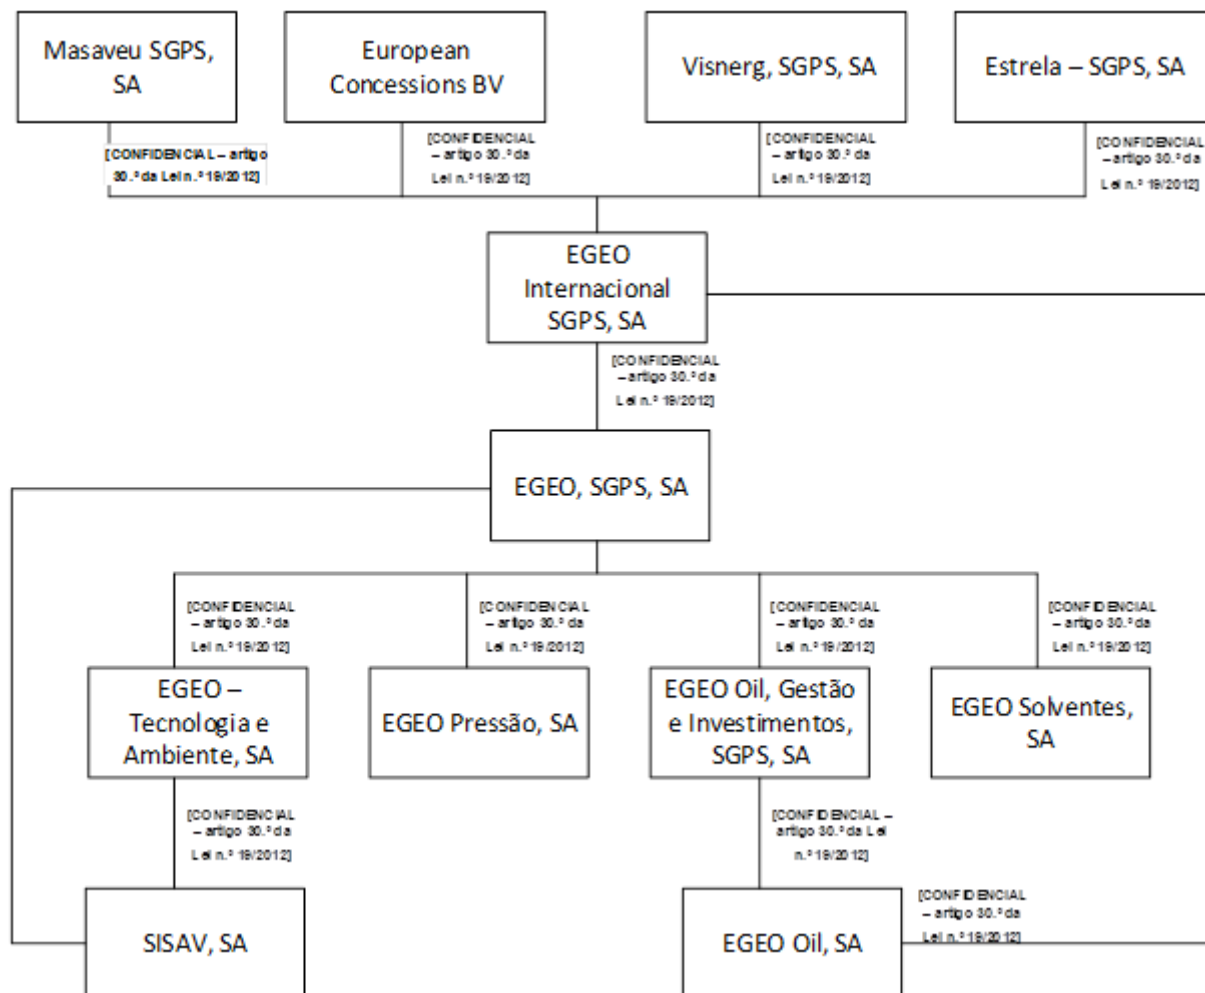 Masaveu SGPS,
SA
European
Concessions BV
Visnerg, SGPS, SA
Estrela – SGPS, SA
[CONFIDENCIAL – artigo
30.º da Lei n.º 19/2012]
[CONFIDENCIAL
– artigo 30.º da
Lei n.º 19/2012]
[CONFIDENCIAL
– artigo 30.º da
Lei n.º 19/2012]
[CONFIDENCIAL
– artigo 30.º da
Lei n.º 19/2012]
EGEO
Internacional
SGPS, SA
[CONFIDENCIAL
– artigo 30.º da
Lei n.º 19/2012]
EGEO, SGPS, SA
[CONFIDENCIAL
– artigo 30.º da
Lei n.º 19/2012]
[CONFIDENCIAL
– artigo 30.º da
Lei n.º 19/2012]
[CONFIDENCIAL
– artigo 30.º da
Lei n.º 19/2012]
[CONFIDENCIAL
– artigo 30.º da
Lei n.º 19/2012]
EGEO –
Tecnologia e
Ambiente, SA
EGEO Pressão, SA
EGEO Oil, Gestão
e Investimentos,
SGPS, SA
EGEO Solventes,
SA
[CONFIDENCIAL
– artigo 30.º da
Lei n.º 19/2012]
[CONFIDENCIAL –
artigo 30.º da Lei
n.º 19/2012]
SISAV, SA
EGEO Oil, SA
[CONFIDENCIAL
– artigo 30.º da
Lei n.º 19/2012]